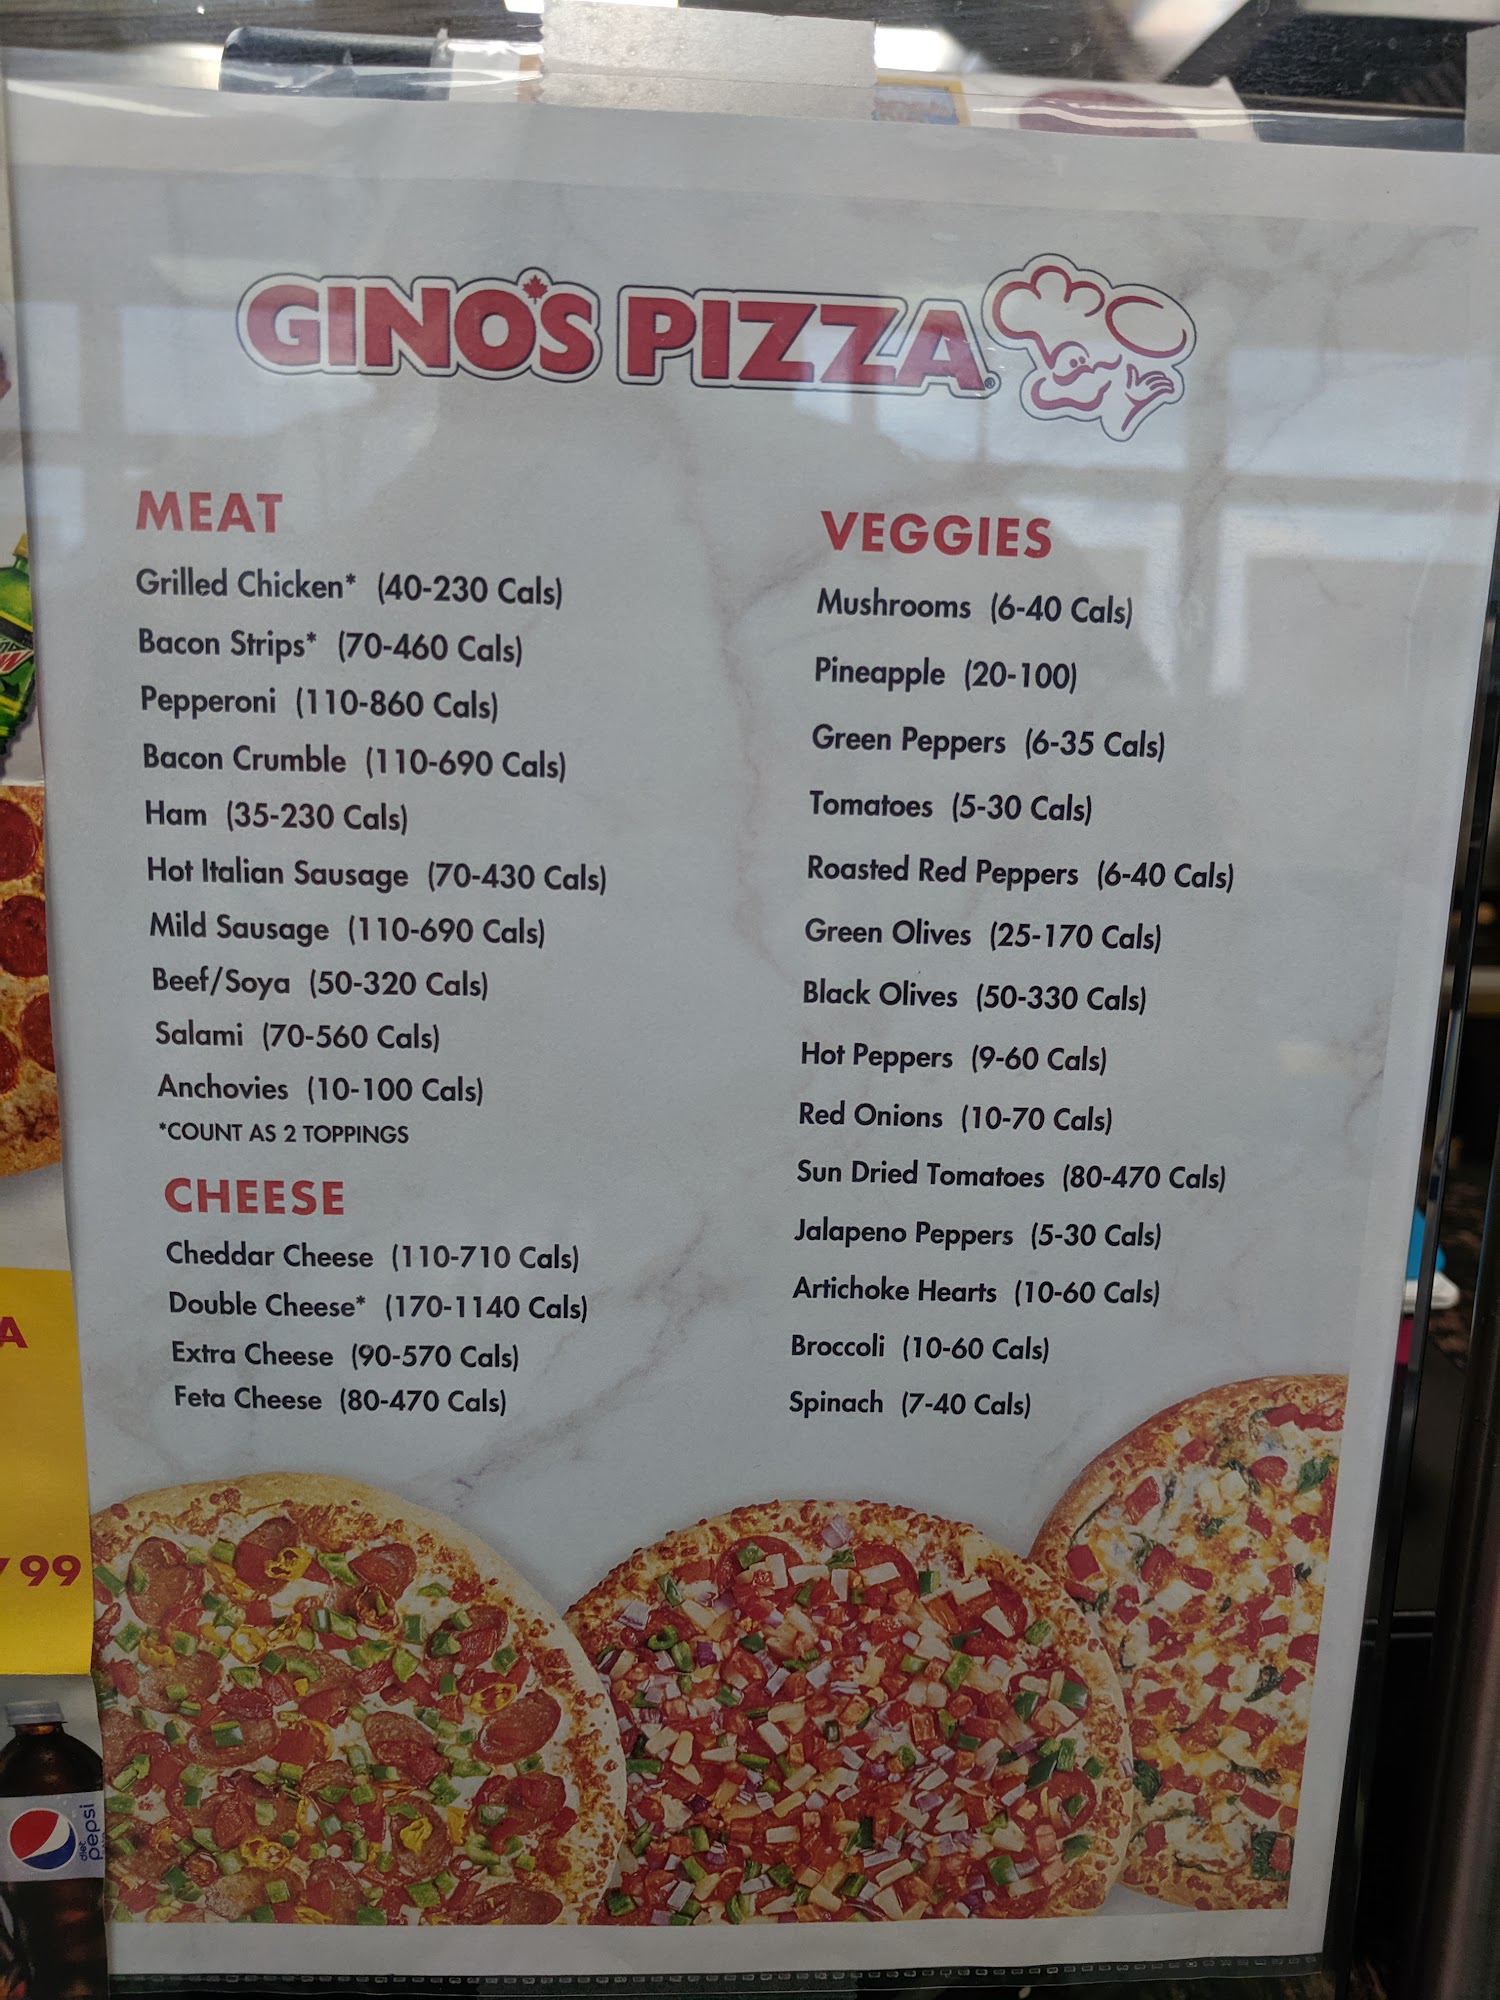 GINO'S PIZZA®
MEAT
Grilled Chicken* (40-230 Cals)
Bacon Strips* (70-460 Cals)
Pepperoni (110-860 Cals)
Bacon Crumble (110-690 Cals)
Ham (35-230 Cals)
Hot Italian Sausage (70-430 Cals)
Mild Sausage (110-690 Cals)
Beef/Soya (50-320 Cals)
Salami (70-560 Cals)
Anchovies (10-100 Cals)
*COUNT AS 2 TOPPINGS
CHEESE
Cheddar Cheese (110-710 Cals)
Double Cheese* (170-1140 Cals)
Extra Cheese (90-570 Cals)
Feta Cheese (80-470 Cals)
VEGGIES
Mushrooms (6-40 Cals)
Pineapple (20-100)
Green Peppers (6-35 Cals)
Tomatoes (5-30 Cals)
Roasted Red Peppers (6-40 Cals)
Green Olives (25-170 Cals)
Black Olives (50-330 Cals)
Hot Peppers (9-60 Cals)
Red Onions (10-70 Cals)
Sun Dried Tomatoes (80-470 Cals)
Jalapeno Peppers (5-30 Cals)
Artichoke Hearts (10-60 Cals)
Broccoli (10-60 Cals)
Spinach (7-40 Cals)
A
99
diet
pepsi